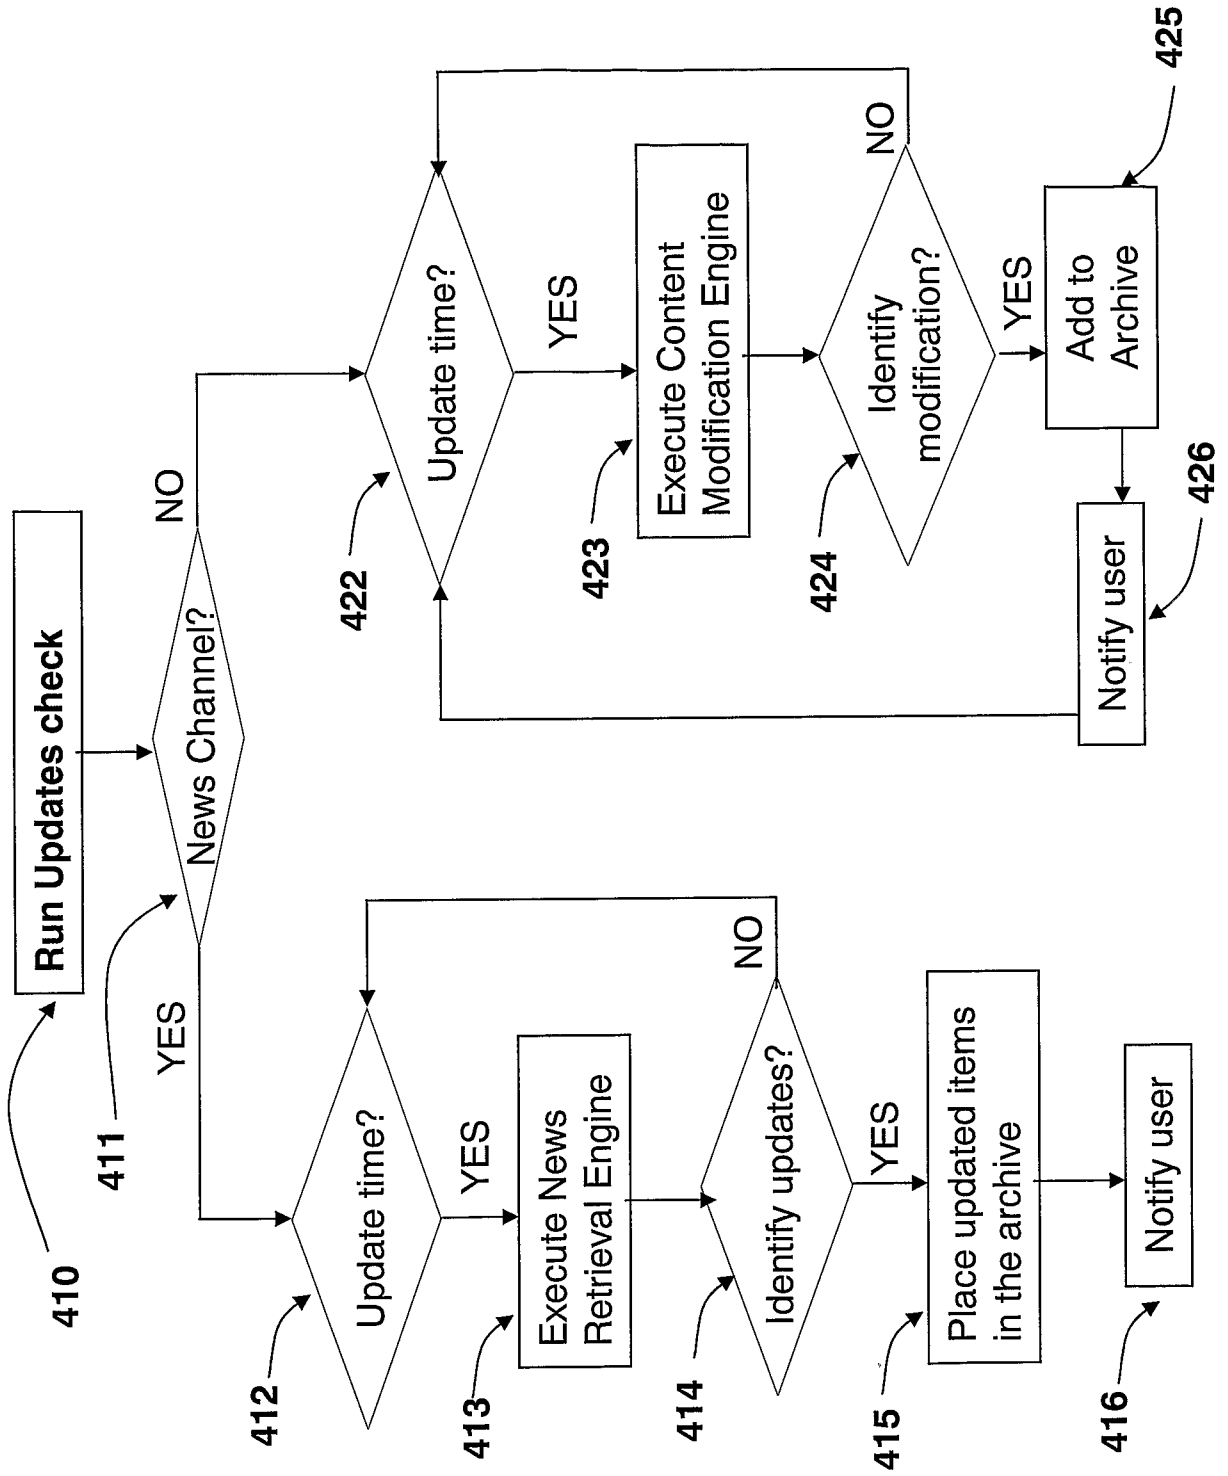 410
Run Updates check
411
News Channel?
YES
NO
412
Update time?
YES
413
Execute News
Retrieval Engine
414
Identify updates?
NO
YES
415
Place updated items
in the archive
416
Notify user
422
Update time?
YES
423
Execute Content
Modification Engine
424
Identify
modification?
NO
YES
425
Add to
Archive
426
Notify user